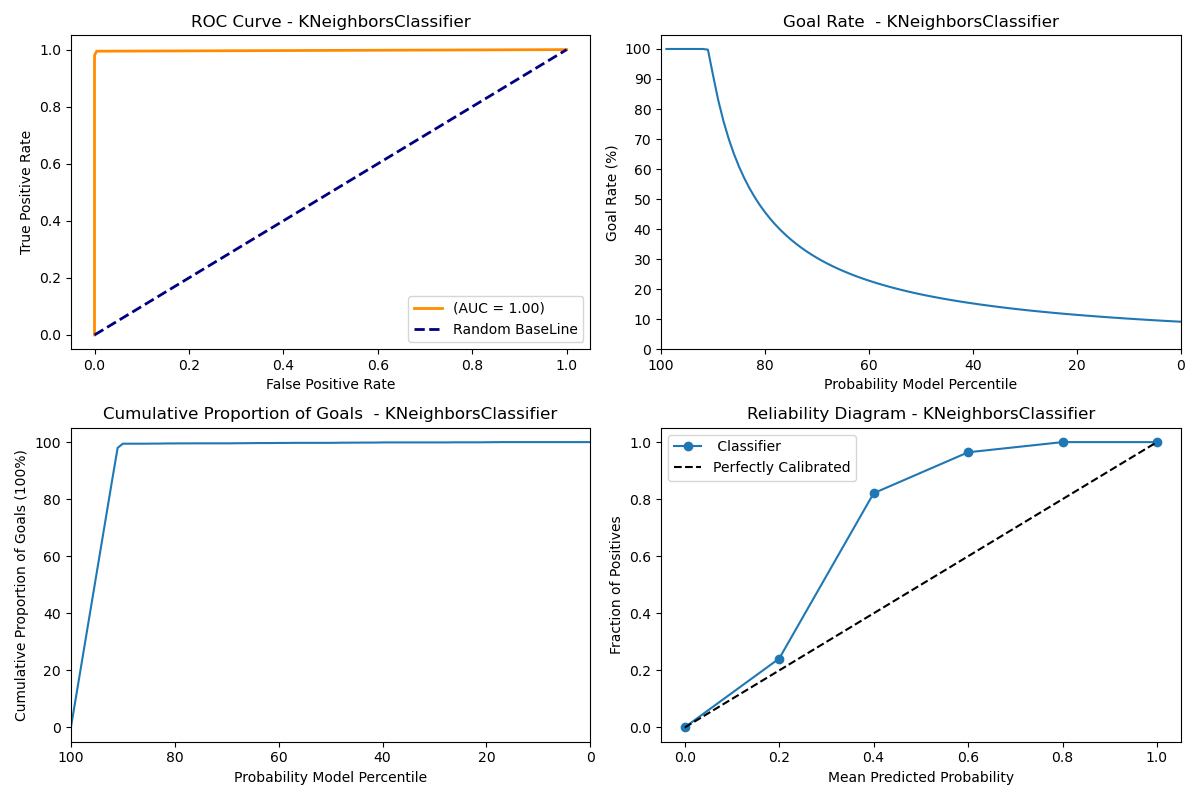 ROC Curve - KNeighborsClassifier
True Positive Rate
1.0
0.8
0.6
0.4
0.2
0.0
(AUC = 1.00)
Random BaseLine
0.0 0.2 0.4 0.6 0.8 1.0
False Positive Rate
Goal Rate - KNeighborsClassifier
Goal Rate (%)
100
90
80
70
60
50
40
30
20
10
0
100 80 60 40 20 0
Probability Model Percentile
Cumulative Proportion of Goals - KNeighborsClassifier
Cumulative Proportion of Goals (100%)
100
80
60
40
20
0
100 80 60 40 20 0
Probability Model Percentile
Reliability Diagram - KNeighborsClassifier
Fraction of Positives
1.0
0.8
0.6
0.4
0.2
0.0
Classifier
Perfectly Calibrated
0.0 0.2 0.4 0.6 0.8 1.0
Mean Predicted Probability